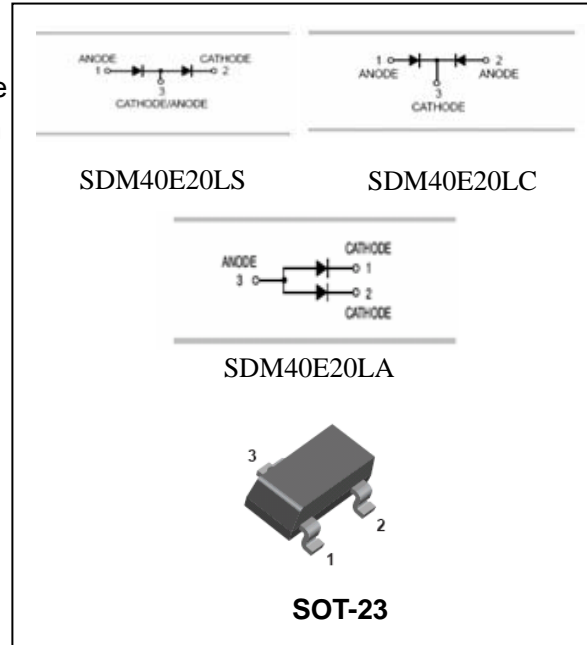 e
ANODE CATHODE
1 2
3
CATHODE/ANODE
1 2
ANODE ANODE
3
CATHODE
SDM40E20LS SDM40E20LC
CATHODE
ANODE 1
3 2
CATHODE
SDM40E20LA
3
2
1
SOT-23